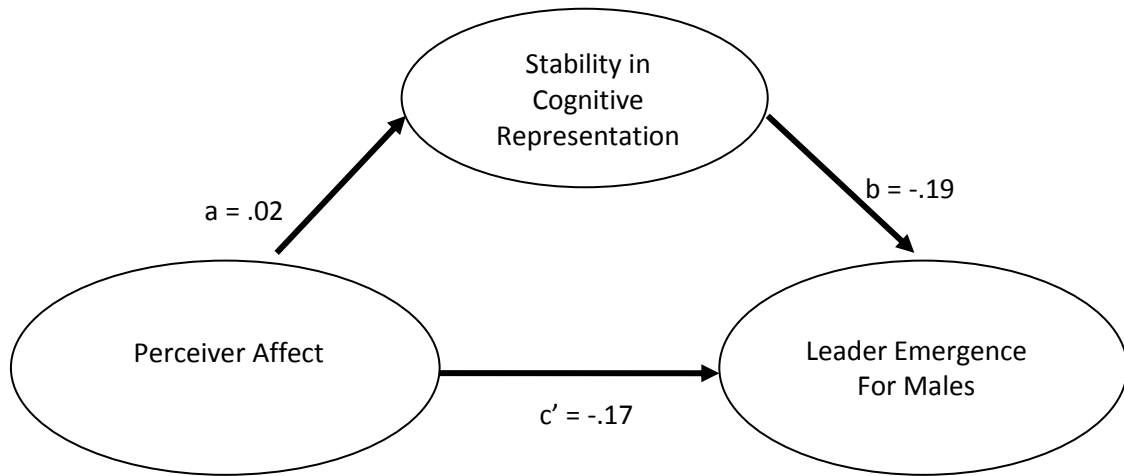 Stability in
Cognitive
Representation
a = .02
b = -.19
Perceiver Affect
Leader Emergence
For Males
c’ = -.17